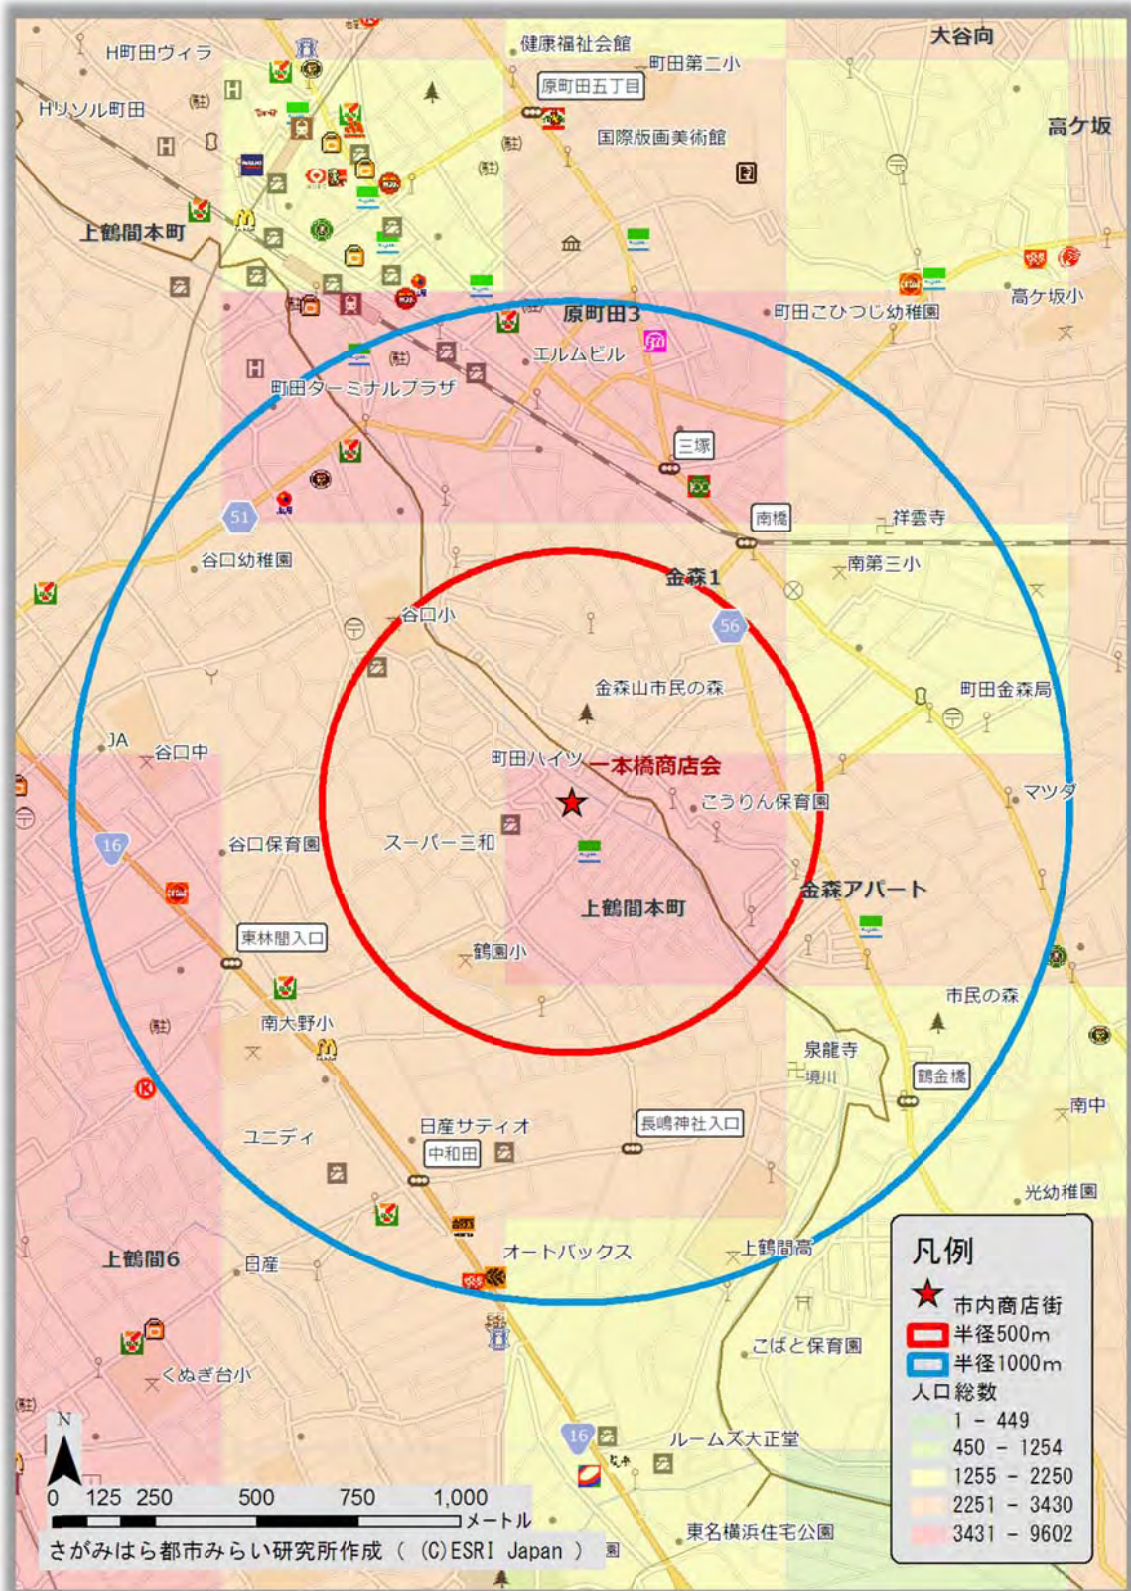 大谷向
健康福祉会館
H町田ヴィラ
町田第二小
原町田五丁目
Hリソル町田
高ケ坂
国際版画美術館
上鶴間本町
高ケ坂小
原町田3
町田こひつじ幼稚園
(駐)
エルムビル
町田ターミナルプラザ
三塚
51
南橋
祥雲寺
谷口幼稚園
南第三小
金森1
谷口小
56
金森山市民の森
町田金森局
JA
谷口中
町田ハイツ
一本橋商店会
こうりん保育園
マツダ
16
谷口保育園
スーパー三和
金森アパート
上鶴間本町
東林間入口
鶴園小
市民の森
(駐)
南大野小
泉龍寺
境川
鶴金橋
南中
長嶋神社入口
日産サティオ
ユニディ
中和田
光幼稚園
オートバックス
上鶴間高
上鶴間6
日産
こばと保育園
くぬぎ台小
16
ルームズ大正堂
東名横浜住宅公園
園
凡例
市内商店街
半径500m
半径1000m
人口総数
1 - 449
450 - 1254
1255 - 2250
2251 - 3430
3431 - 9602
N
0 125 250 500 750 1,000
メートル
さがみはら都市みらい研究所作成（ (C)ESRI Japan ）